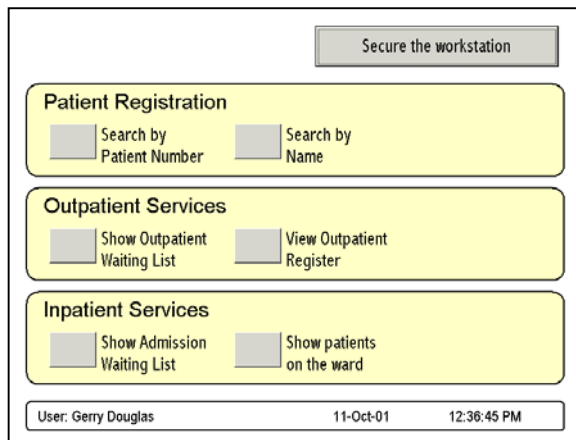 Secure the workstation
Patient Registration
Search by
Patient Number
Search by
Name
Outpatient Services
Show Outpatient
Waiting List
View Outpatient
Register
Inpatient Services
Show Admission
Waiting List
Show patients
on the ward
User: Gerry Douglas 11-Oct-01 12:36:45 PM